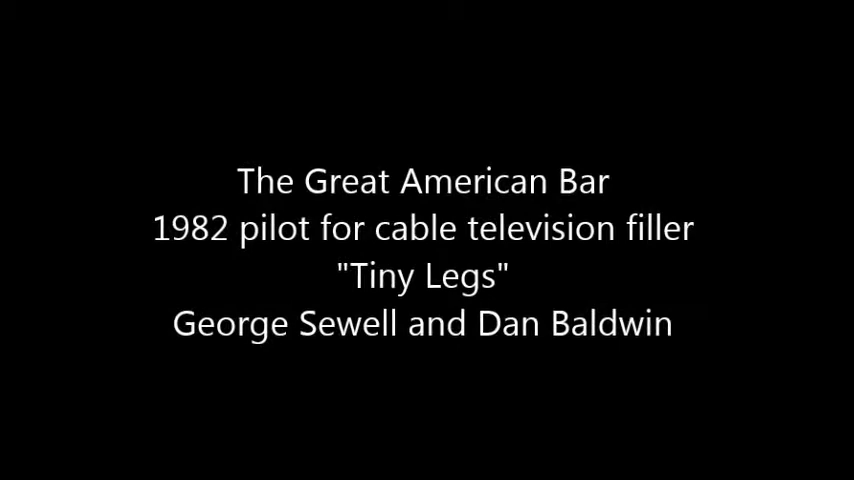 The Great American Bar
1982 pilot for cable television filler
"Tiny Legs"
George Sewell and Dan Baldwin